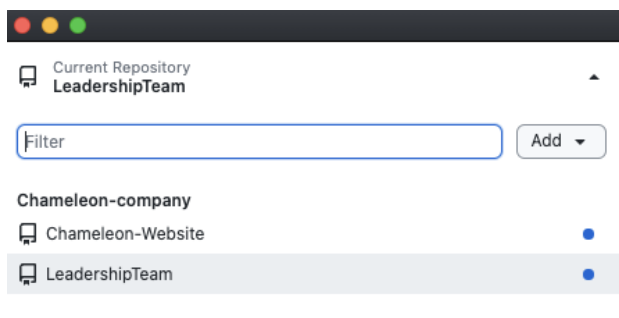 Current Repository
LeadershipTeam
Filter
Add
Chameleon-company
Chameleon-Website
LeadershipTeam